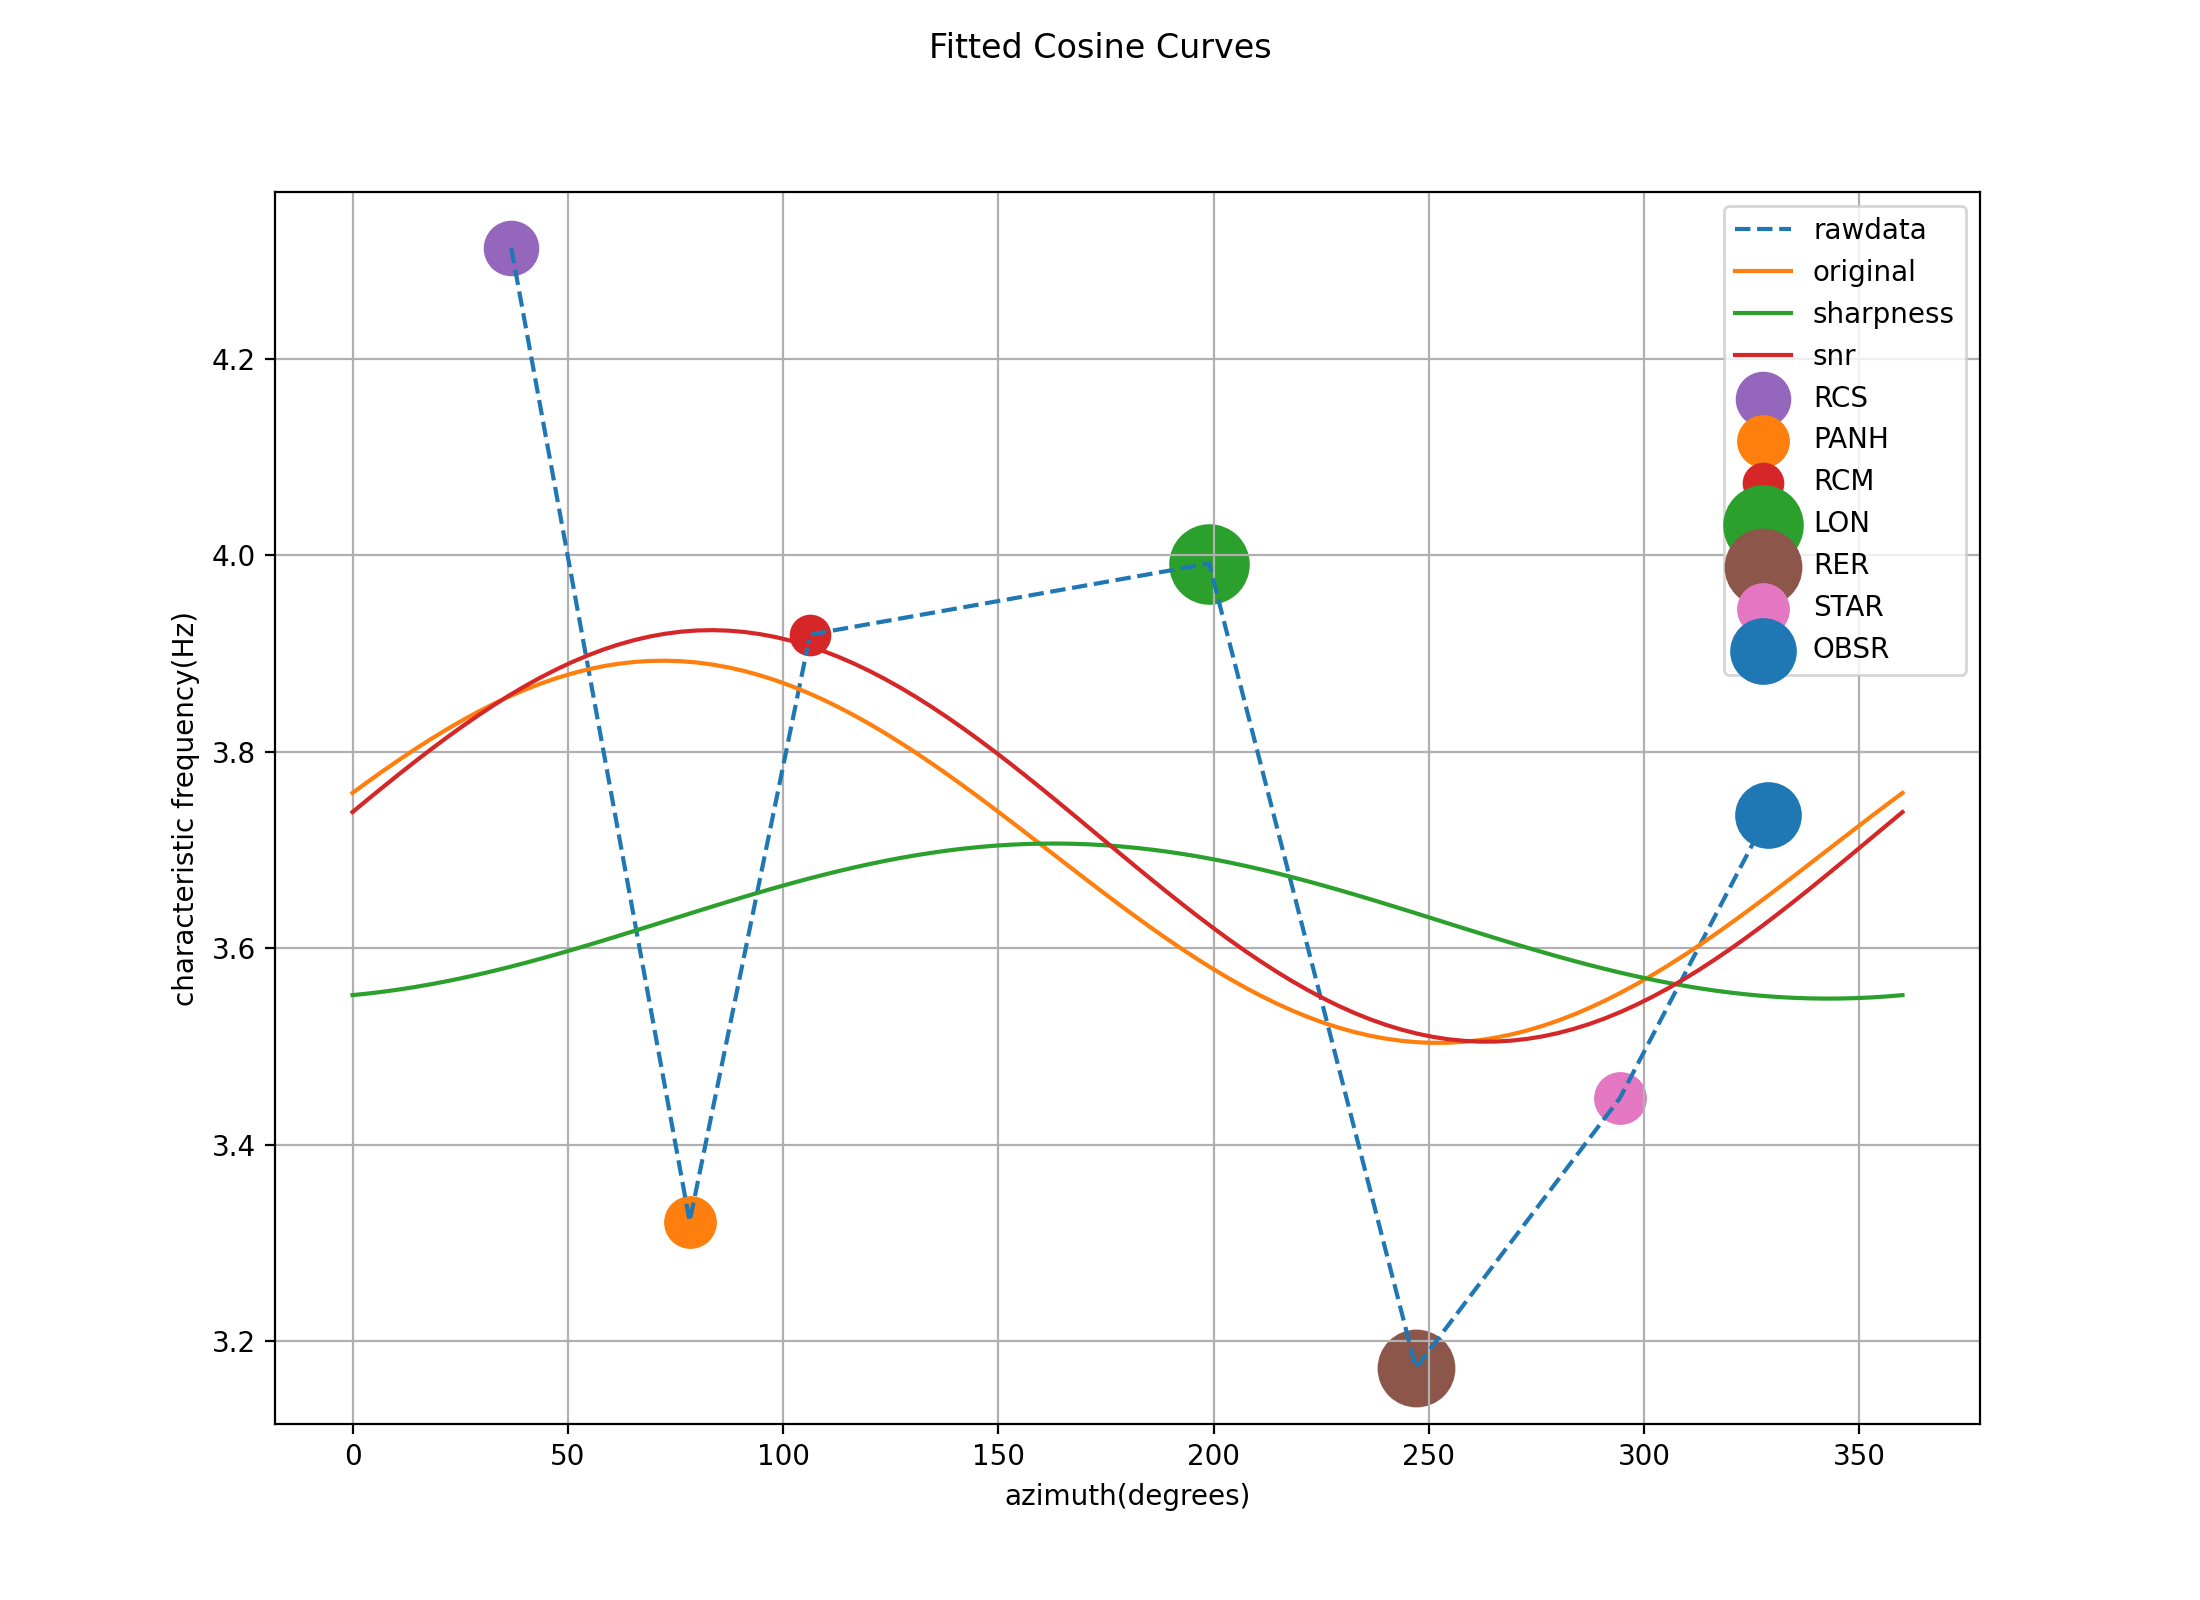 Fitted Cosine Curves
rawdata
original
sharpness
snr
RCS
PANH
RCM
LON
RER
STAR
OBSR
characteristic frequency(Hz)
4.2
4.0
3.8
3.6
3.4
3.2
0 50 100 150 200 250 300 350
azimuth(degrees)